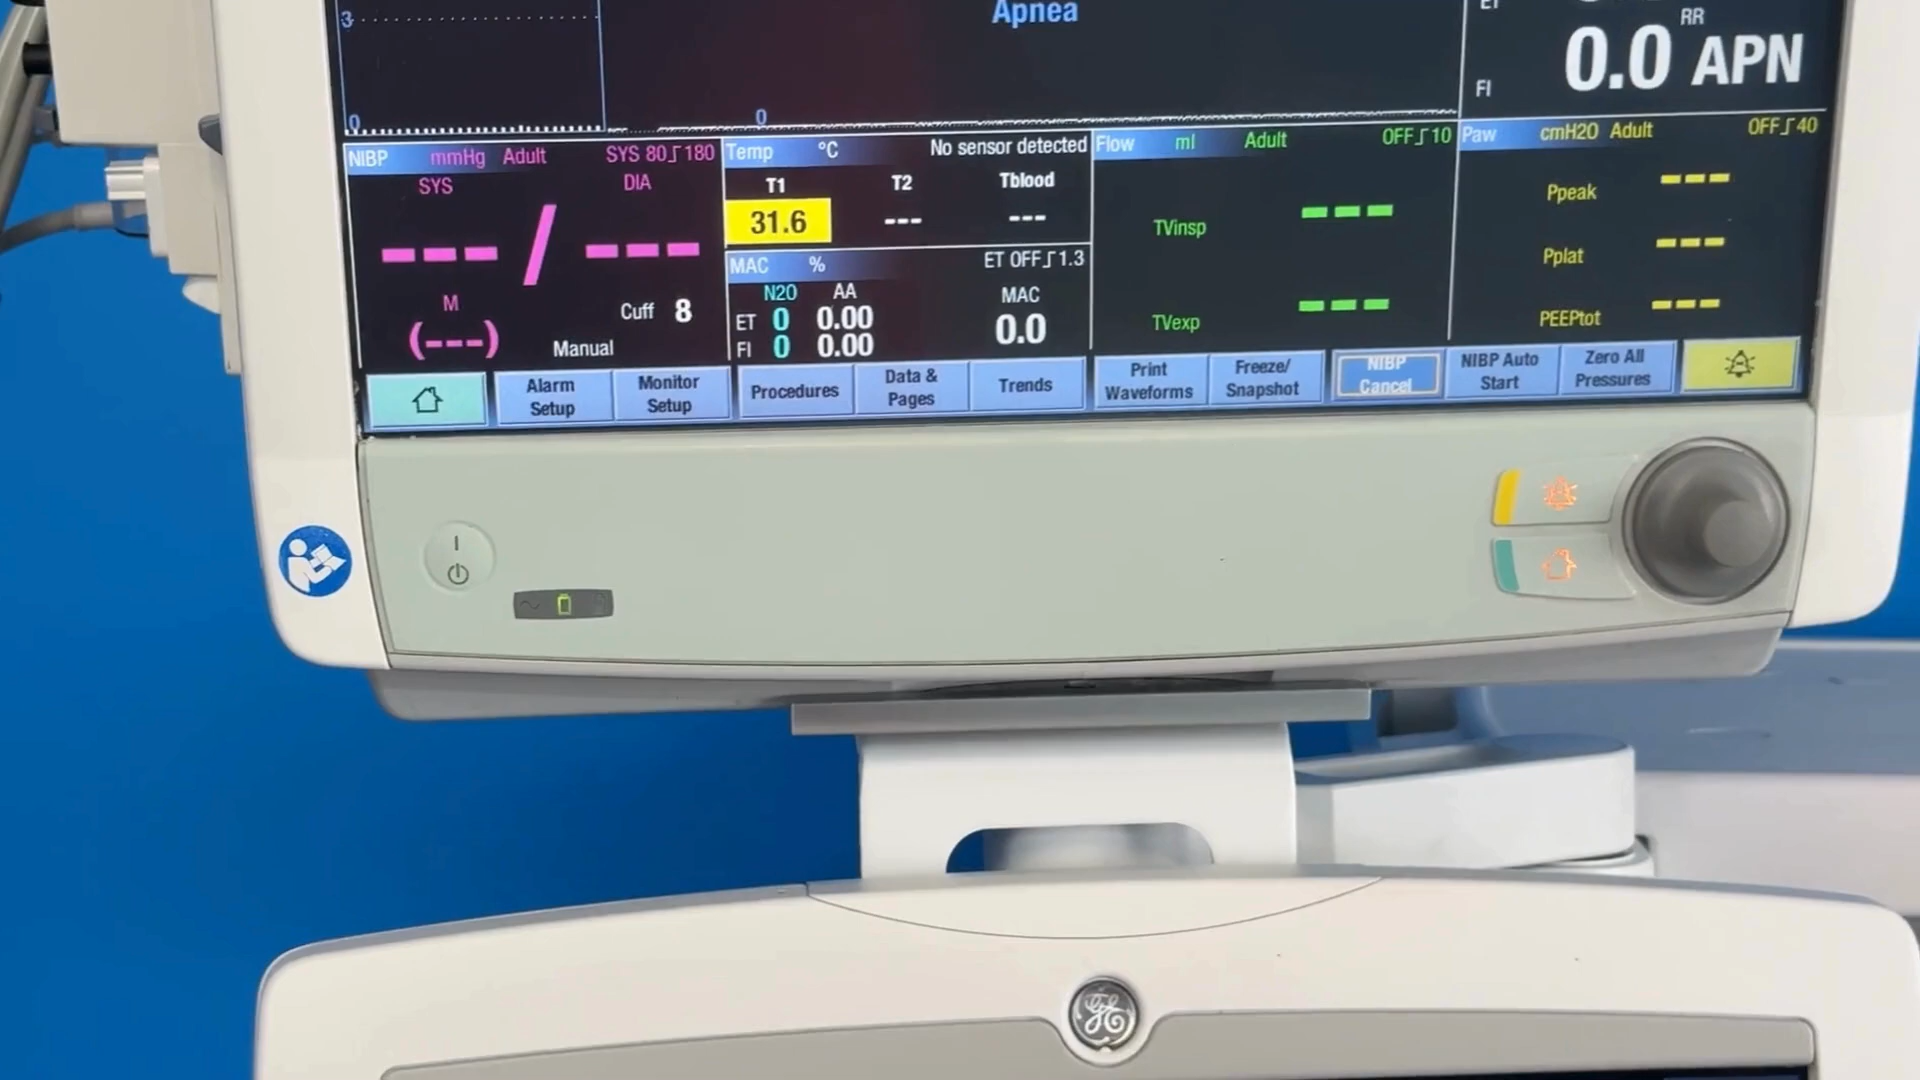 3
Apnea
RR
0.0 APN
FI
0
0
NIBP mmHg Adult SYS 80 180
SYS DIA
--- / ---
M
(---)
Cuff 8
Manual
Temp °C No sensor detected
T1 T2 Tblood
31.6 --- ---
MAC % ET OFF 1.3
N2O AA MAC
ET 0 0.00 0.0
FI 0 0.00
Flow ml Adult OFF 10
TVinsp ---
TVexp ---
Paw cmH2O Adult OFF 40
Ppeak ---
Pplat ---
PEEPtot ---
Alarm
Setup
Monitor
Setup
Procedures
Data &
Pages
Trends
Print
Waveforms
Freeze/
Snapshot
NIBP
Cancel
NIBP Auto
Start
Zero All
Pressures
GE